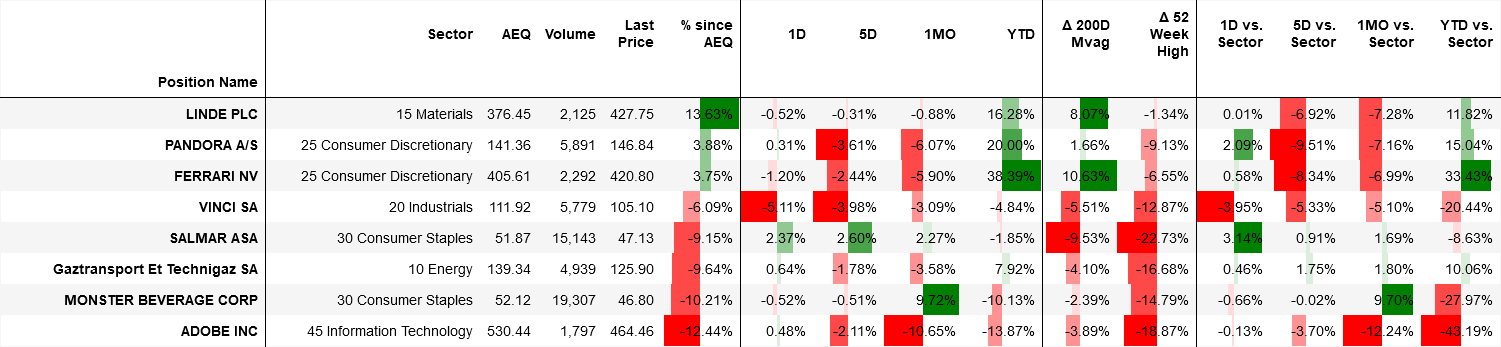 Position Name Sector AEQ Volume Last Price % since AEQ 1D 5D 1MO YTD Δ 200D Mvag Δ 52 Week High 1D vs. Sector 5D vs. Sector 1MO vs. Sector YTD vs. Sector
LINDE PLC 15 Materials 376.45 2,125 427.75 13.63% -0.52% -0.31% -0.88% 16.28% 8.07% -1.34% 0.01% -6.92% -7.28% 11.82%
PANDORA A/S 25 Consumer Discretionary 141.36 5,891 146.84 3.88% 0.31% -3.61% -6.07% 20.00% 1.66% -9.13% 2.09% -9.51% -7.16% 15.04%
FERRARI NV 25 Consumer Discretionary 405.61 2,292 420.80 3.75% -1.20% -2.44% -5.90% 38.39% 10.63% -6.55% 0.58% -8.34% -6.99% 33.43%
VINCI SA 20 Industrials 111.92 5,779 105.10 -6.09% -5.11% -3.98% -3.09% -4.84% -5.51% -12.87% -3.95% -5.33% -5.10% -20.44%
SALMAR ASA 30 Consumer Staples 51.87 15,143 47.13 -9.15% 2.37% 2.60% 2.27% -1.85% -9.53% -22.73% 3.14% 0.91% 1.69% -8.63%
Gaztransport Et Technigaz SA 10 Energy 139.34 4,939 125.90 -9.64% 0.64% -1.78% -3.58% 7.92% -4.10% -16.68% 0.46% 1.75% 1.80% 10.06%
MONSTER BEVERAGE CORP 30 Consumer Staples 52.12 19,307 46.80 -10.21% -0.52% -0.51% 9.72% -10.13% -2.39% -14.79% -0.66% -0.02% 9.70% -27.97%
ADOBE INC 45 Information Technology 530.44 1,797 464.46 -12.44% 0.48% -2.11% -10.65% -13.87% -3.89% -18.87% -0.13% -3.70% -12.24% -43.19%